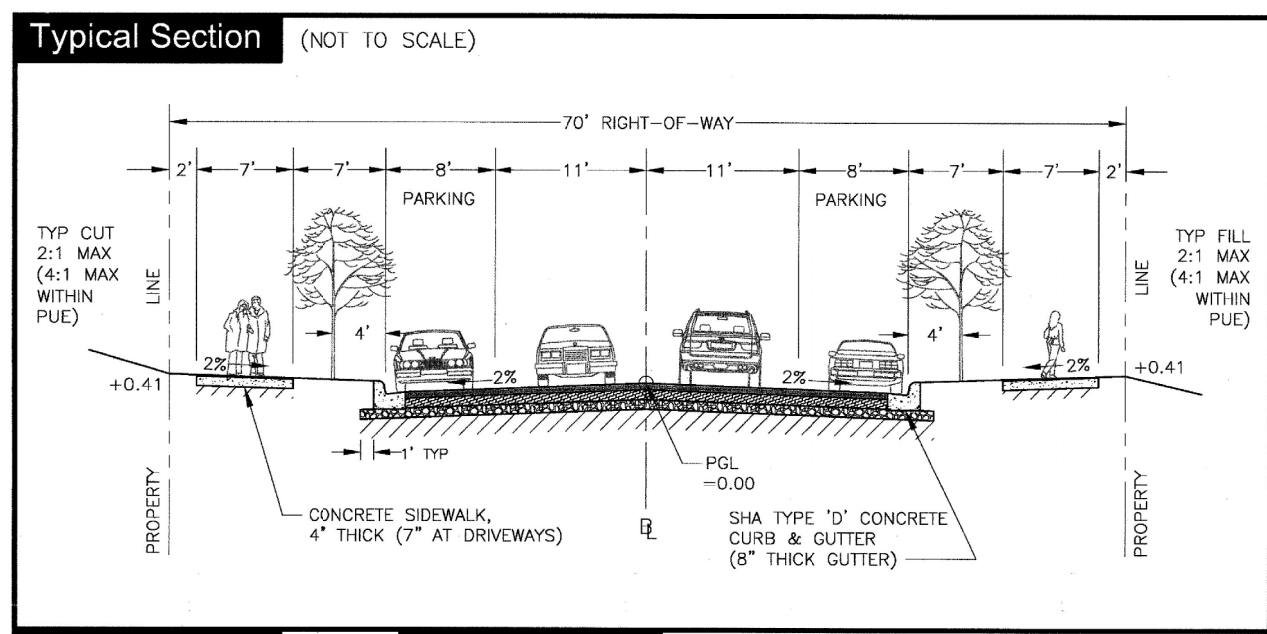 Typical Section (NOT TO SCALE)
70' RIGHT-OF-WAY
2' 7' 7' 8' 11' 11' 8' 7' 7' 2'
PARKING
PARKING
TYP CUT
2:1 MAX
(4:1 MAX
WITHIN
PUE)
LINE
4'
4'
LINE
TYP FILL
2:1 MAX
(4:1 MAX
WITHIN
PUE)
2%
2%
2%
2%
+0.41
+0.41
1' TYP
PGL
=0.00
PROPERTY
CONCRETE SIDEWALK,
4' THICK (7" AT DRIVEWAYS)
BL
SHA TYPE 'D' CONCRETE
CURB & GUTTER
(8" THICK GUTTER)
PROPERTY